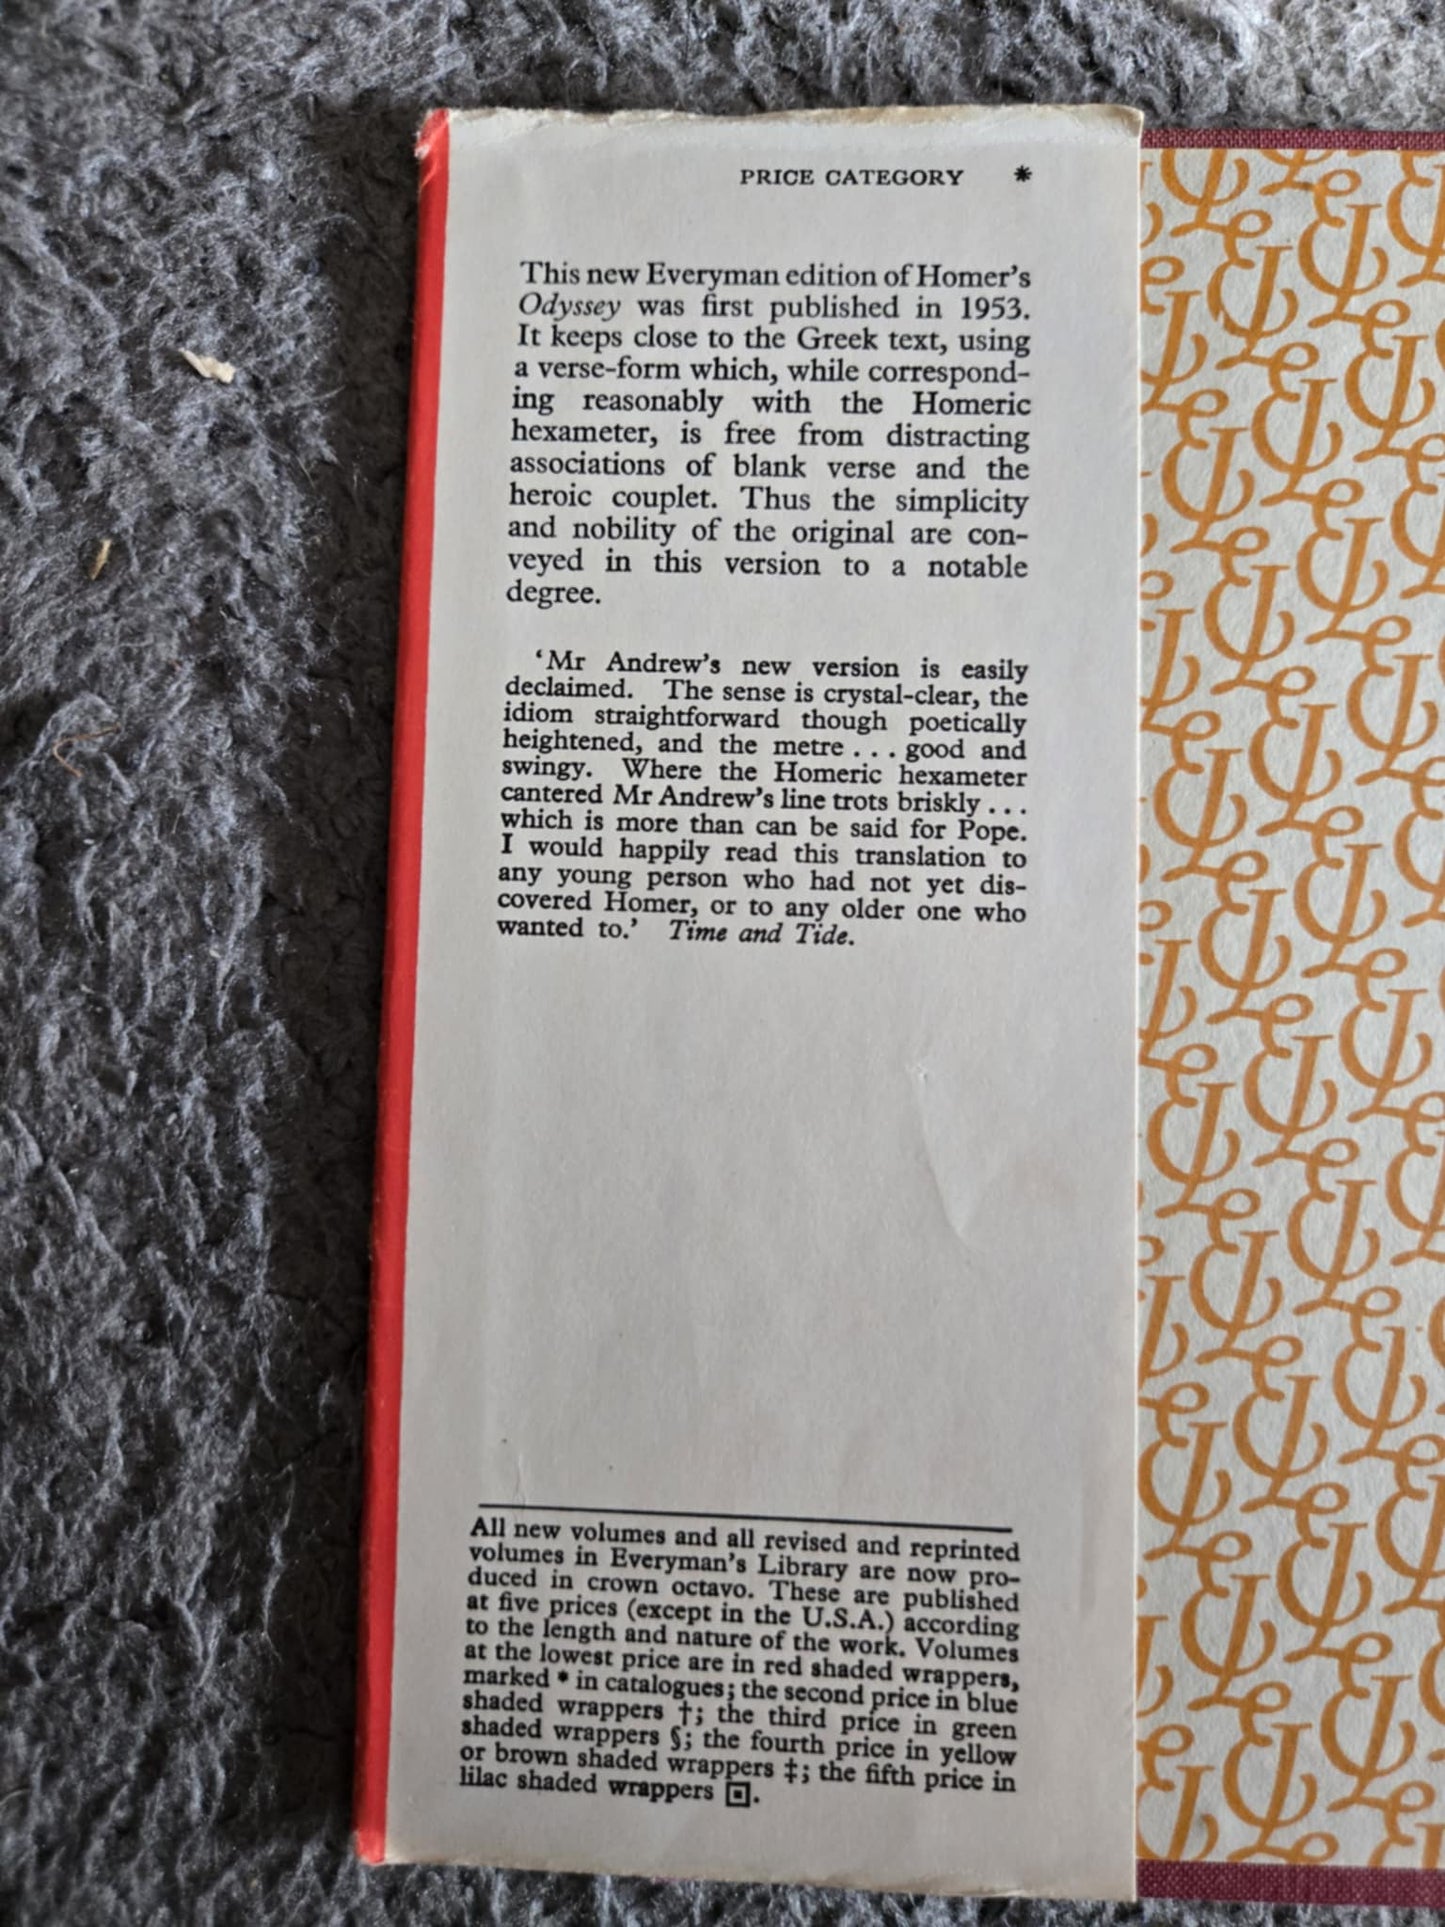 PRICE CATEGORY *
This new Everyman edition of Homer's
Odyssey was first published in 1953.
It keeps close to the Greek text, using
a verse-form which, while correspond-
ing reasonably with the Homeric
hexameter, is free from distracting
associations of blank verse and the
heroic couplet. Thus the simplicity
and nobility of the original are con-
veyed in this version to a notable
degree.
'Mr Andrew's new version is easily
declaimed. The sense is crystal-clear, the
idiom straightforward though poetically
heightened, and the metre . . . good and
swingy. Where the Homeric hexameter
cantered Mr Andrew's line trots briskly . . .
which is more than can be said for Pope.
I would happily read this translation to
any young person who had not yet dis-
covered Homer, or to any older one who
wanted to.' Time and Tide.
All new volumes and all revised and reprinted
volumes in Everyman's Library are now pro-
duced in crown octavo. These are published
at five prices (except in the U.S.A.) according
to the length and nature of the work. Volumes
at the lowest price are in red shaded wrappers,
marked * in catalogues; the second price in blue
shaded wrappers †; the third price in green
shaded wrappers §; the fourth price in yellow
or brown shaded wrappers ‡; the fifth price in
lilac shaded wrappers ▣.